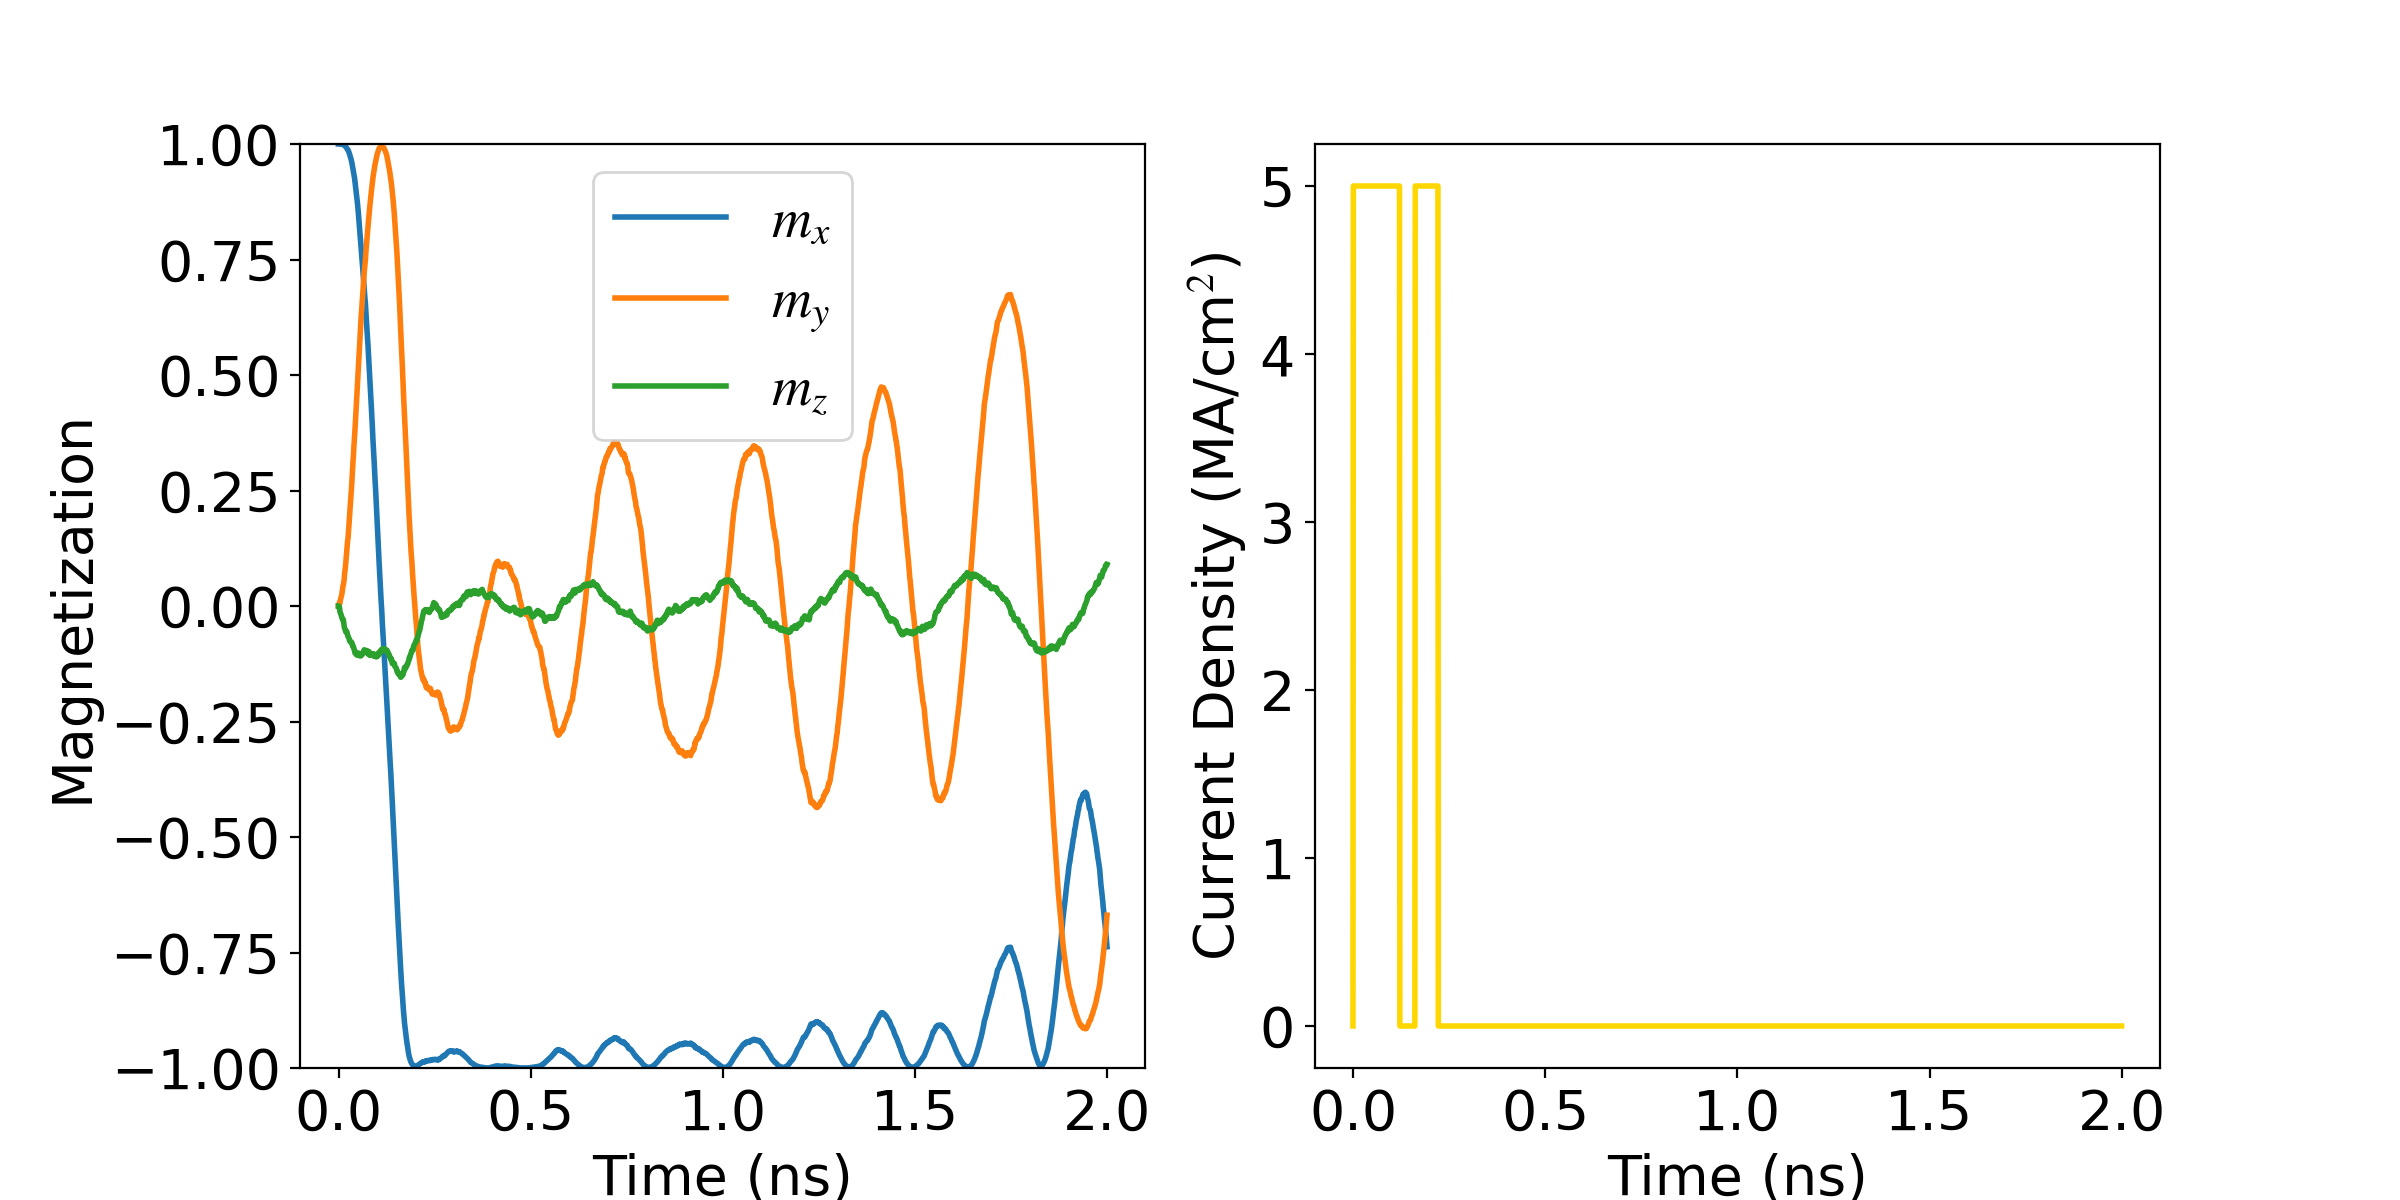 Magnetization
1.00
0.75
0.50
0.25
0.00
−0.25
−0.50
−0.75
−1.00
0.0 0.5 1.0 1.5 2.0
Time (ns)
mₓ
m_y
m_z
Current Density (MA/cm²)
5
4
3
2
1
0
0.0 0.5 1.0 1.5 2.0
Time (ns)